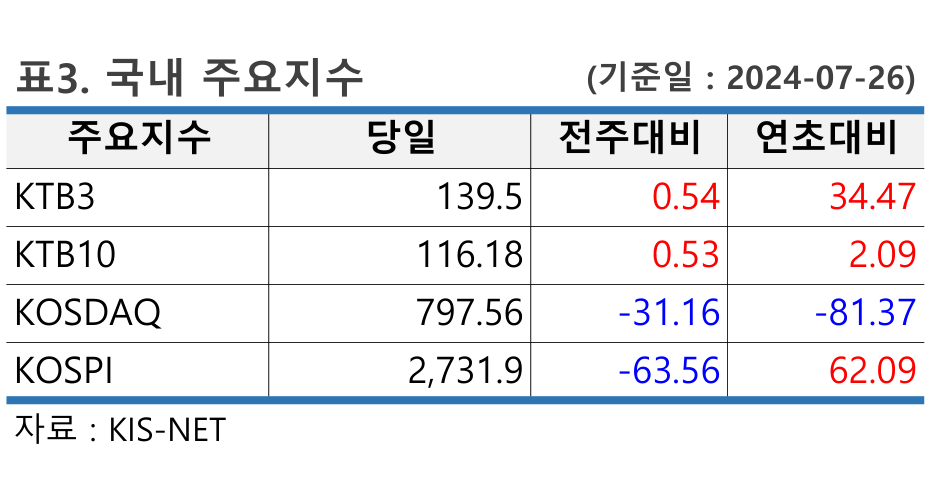 표3. 국내 주요지수 (기준일 : 2024-07-26)
주요지수 당일 전주대비 연초대비
KTB3 139.5 0.54 34.47
KTB10 116.18 0.53 2.09
KOSDAQ 797.56 -31.16 -81.37
KOSPI 2,731.9 -63.56 62.09
자료 : KIS-NET